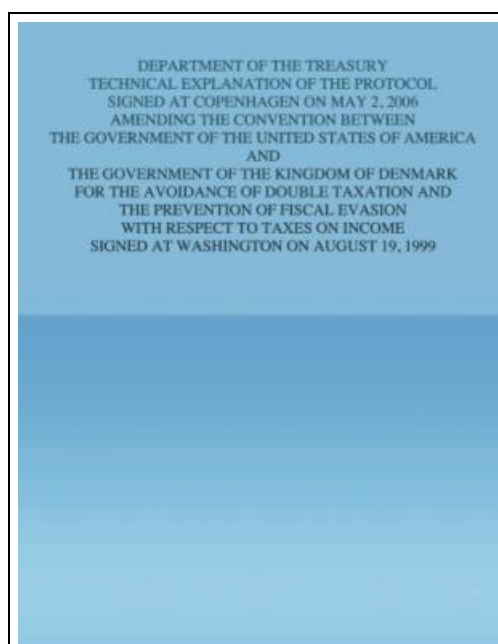 DEPARTMENT OF THE TREASURY
TECHNICAL EXPLANATION OF THE PROTOCOL
SIGNED AT COPENHAGEN ON MAY 2, 2006
AMENDING THE CONVENTION BETWEEN
THE GOVERNMENT OF THE UNITED STATES OF AMERICA
AND
THE GOVERNMENT OF THE KINGDOM OF DENMARK
FOR THE AVOIDANCE OF DOUBLE TAXATION AND
THE PREVENTION OF FISCAL EVASION
WITH RESPECT TO TAXES ON INCOME
SIGNED AT WASHINGTON ON AUGUST 19, 1999